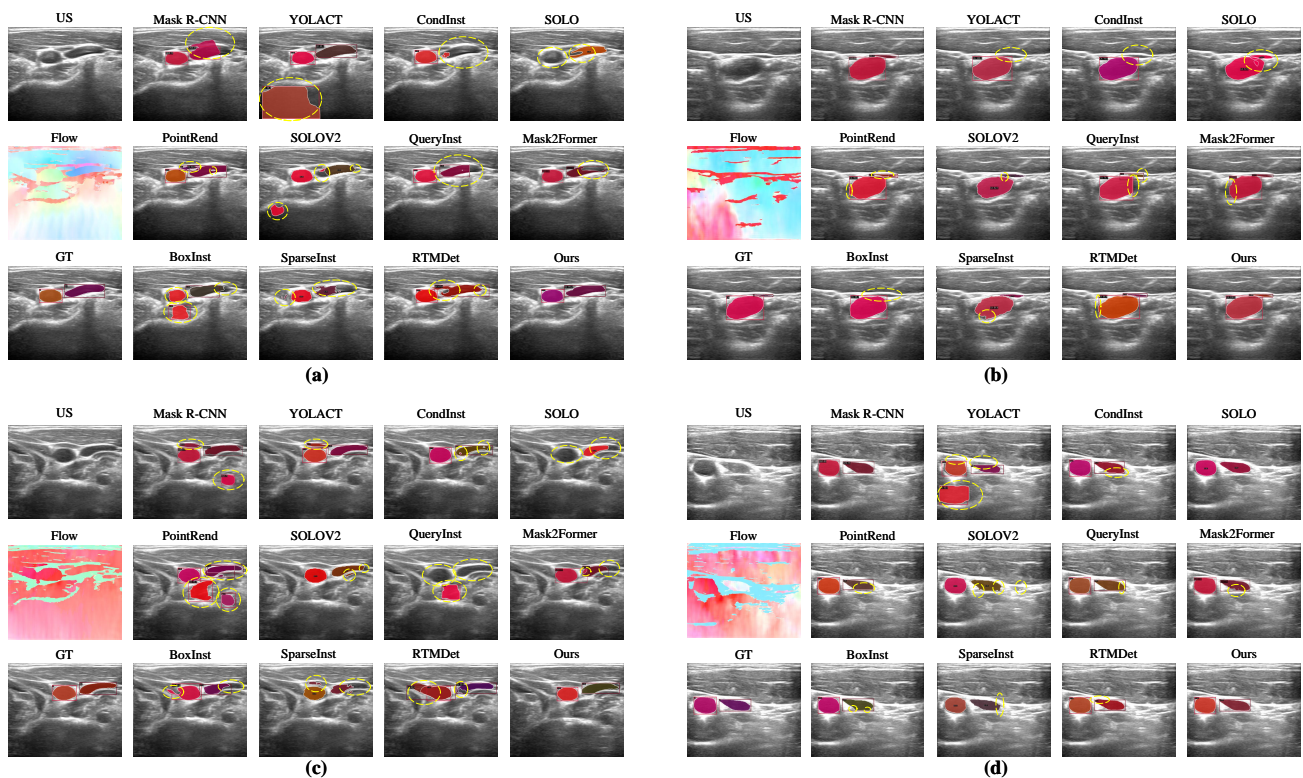 US Mask R-CNN YOLACT CondInst SOLO
Flow PointRend SOLOV2 QueryInst Mask2Former
GT BoxInst SparseInst RTMDet Ours
(a)
US Mask R-CNN YOLACT CondInst SOLO
Flow PointRend SOLOV2 QueryInst Mask2Former
GT BoxInst SparseInst RTMDet Ours
(b)
US Mask R-CNN YOLACT CondInst SOLO
Flow PointRend SOLOV2 QueryInst Mask2Former
GT BoxInst SparseInst RTMDet Ours
(c)
US Mask R-CNN YOLACT CondInst SOLO
Flow PointRend SOLOV2 QueryInst Mask2Former
GT BoxInst SparseInst RTMDet Ours
(d)